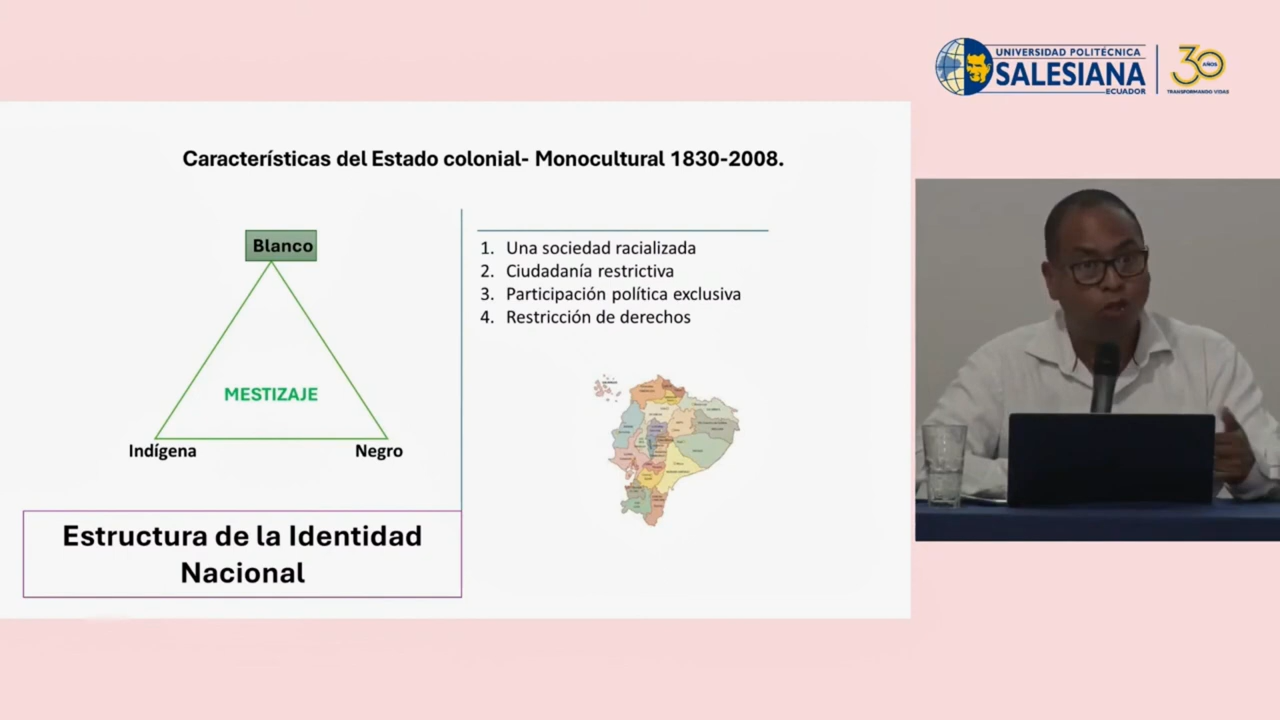 UNIVERSIDAD POLITÉCNICA
SALESIANA
ECUADOR
30
AÑOS
TRANSFORMANDO VIDAS
Características del Estado colonial- Monocultural 1830-2008.
Blanco
MESTIZAJE
Indígena
Negro
Estructura de la Identidad
Nacional
1. Una sociedad racializada
2. Ciudadanía restrictiva
3. Participación política exclusiva
4. Restricción de derechos